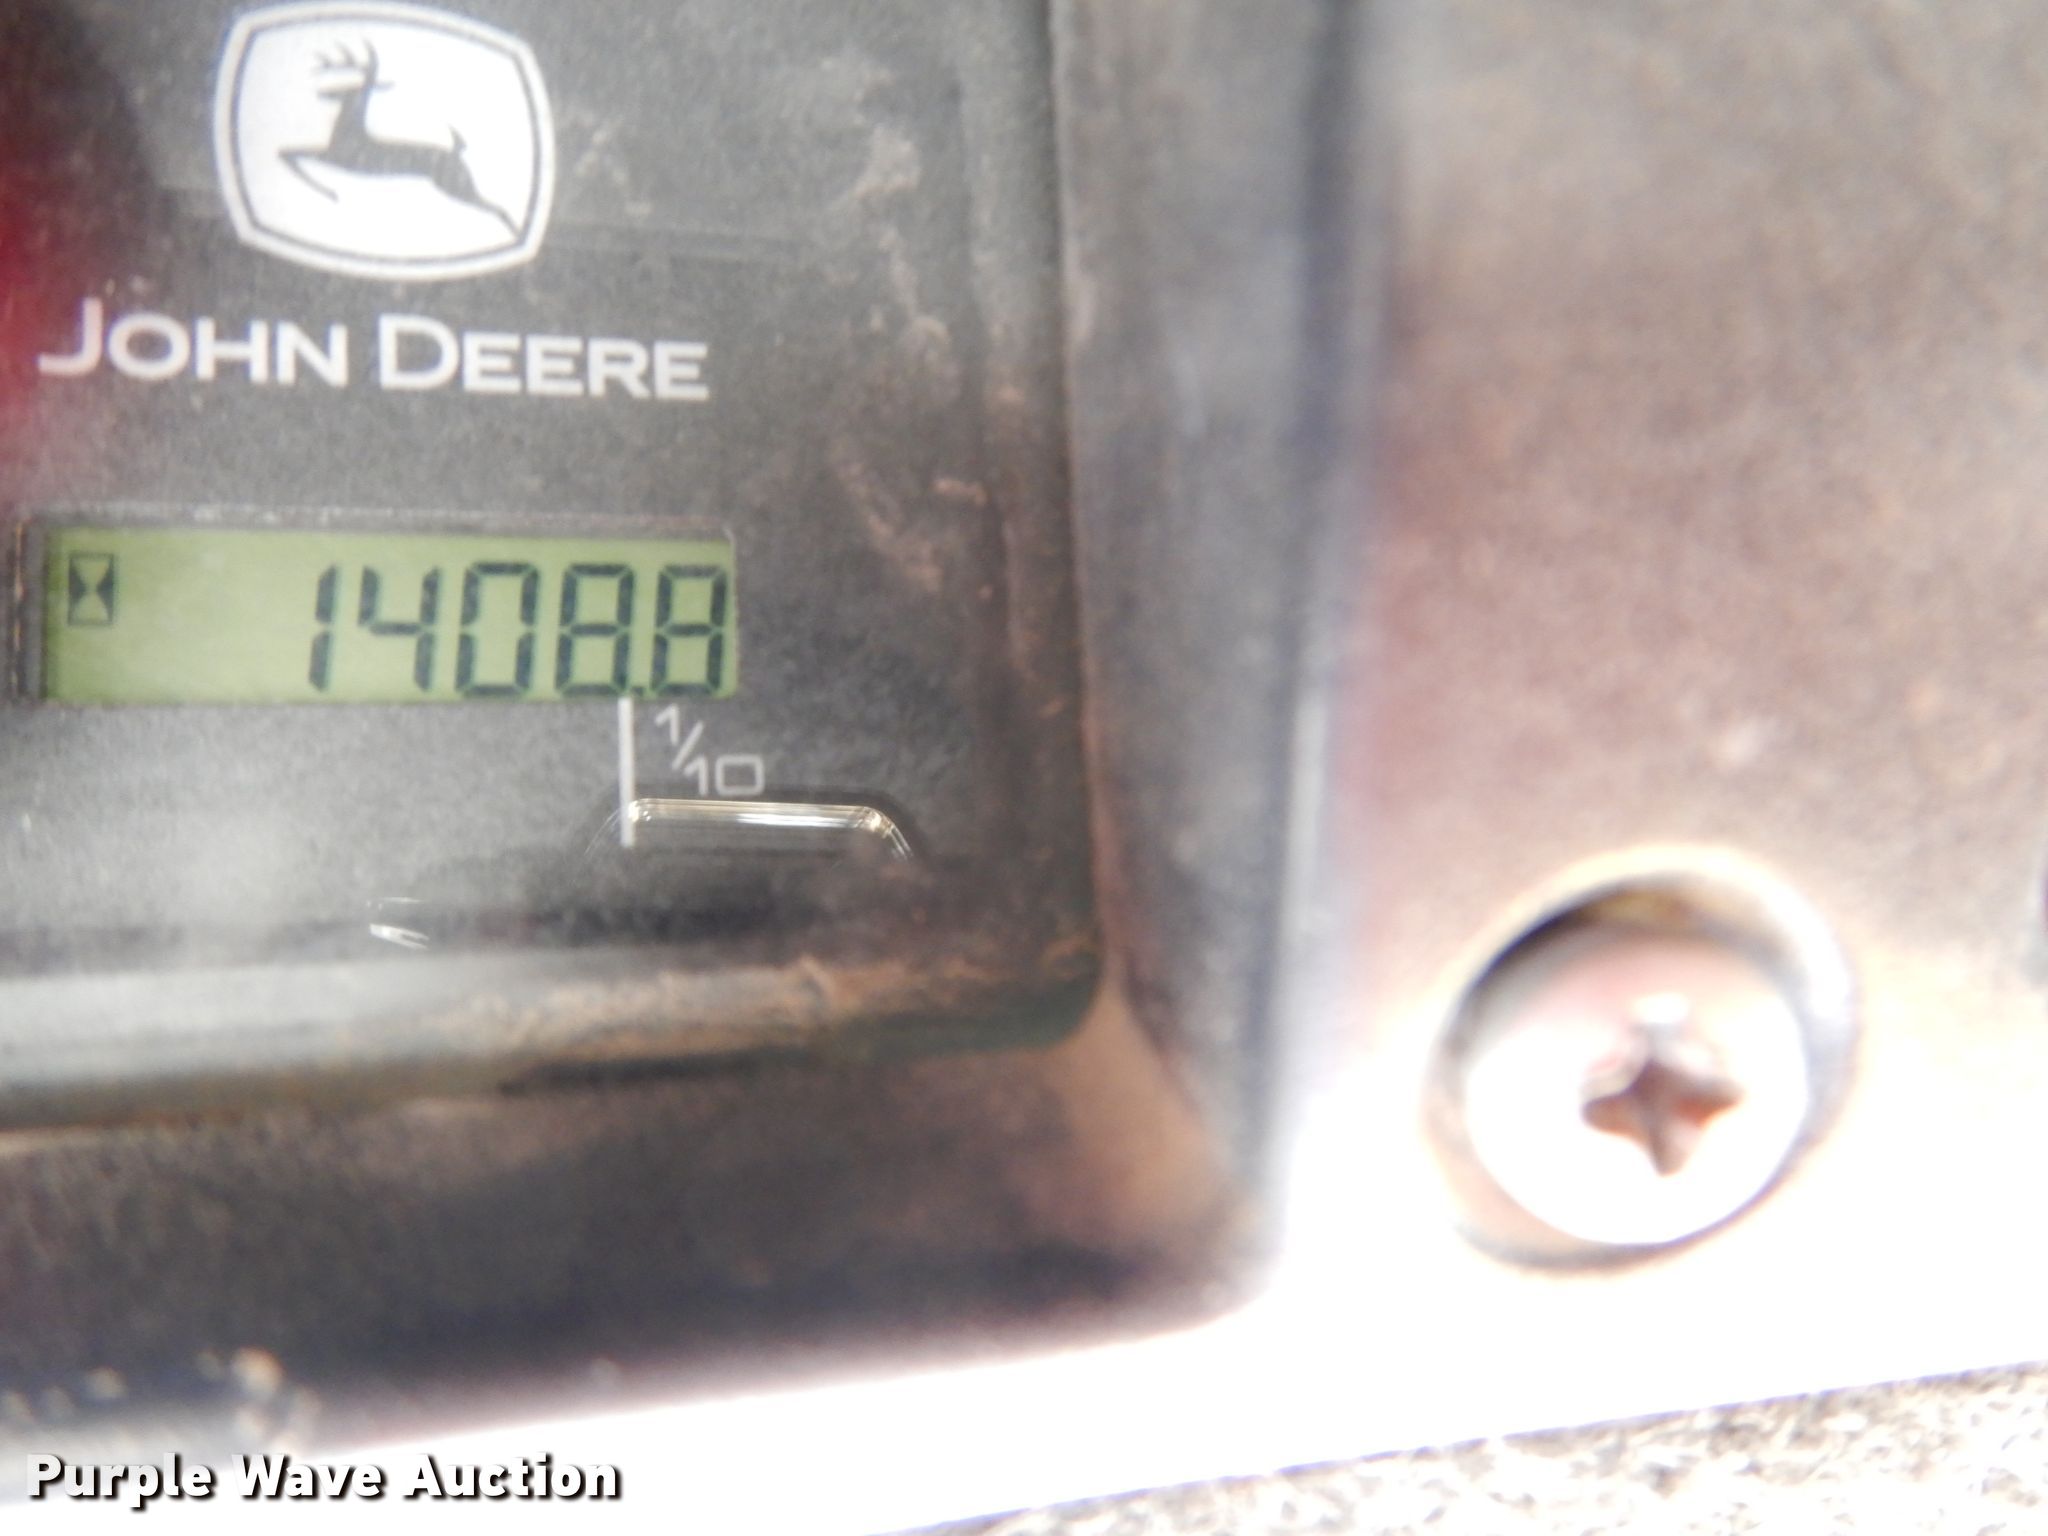 JOHN DEERE
1408.8
1/10
Purple Wave Auction